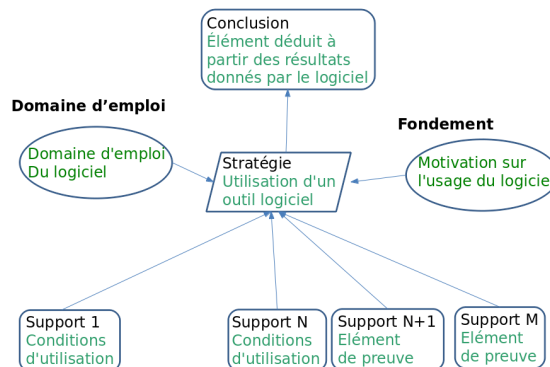 Conclusion
Élément déduit à
partir des résultats
donnés par le logiciel
Domaine d'emploi
Fondement
Domaine d'emploi
Du logiciel
Stratégie
Utilisation d'un
outil logiciel
Motivation sur
l'usage du logicie
Support 1
Conditions
d'utilisation
Support N
Conditions
d'utilisation
Support N+1
Elément
de preuve
Support M
Elément
de preuve